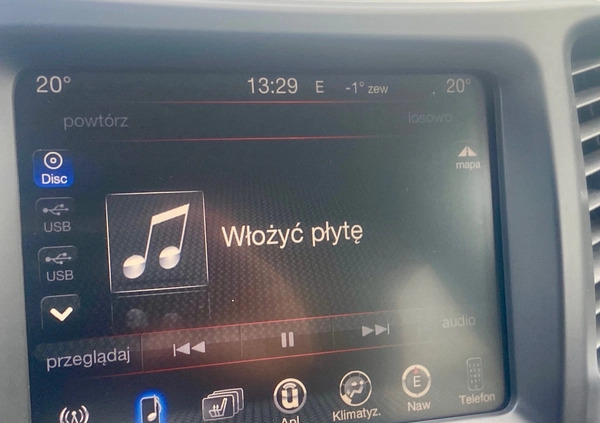 20° 13:29 E -1° zew 20°
powtórz losowo
mapa
Disc
USB
Włożyć płytę
USB
audio
przeglądaj
Apl. Klimatyz. E Naw Telefon